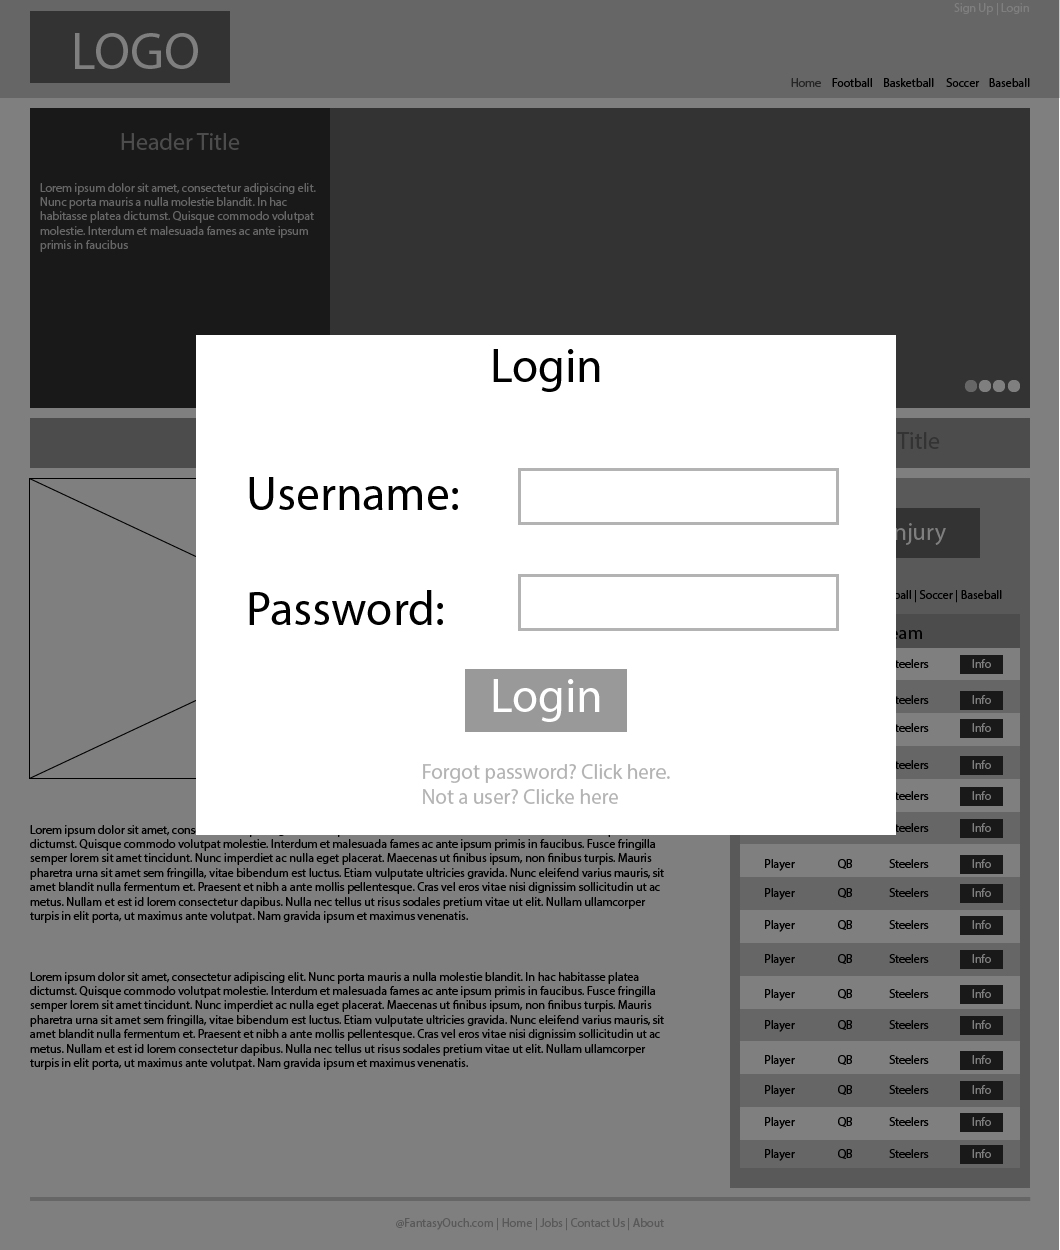 Sign Up | Login
LOGO
Home Football Basketball Soccer Baseball
Header Title
Lorem ipsum dolor sit amet, consectetur adipiscing elit.
Nunc porta mauris a nulla molestie blandit. In hac
habitasse platea dictumst. Quisque commodo volutpat
molestie. Interdum et malesuada fames ac ante ipsum
primis in faucibus
Login
Username:
Password:
Login
Forgot password? Click here.
Not a user? Clicke here
Title
njury
ball | Soccer | Baseball
eam
teelers Info
teelers Info
teelers Info
teelers Info
teelers Info
teelers Info
Player QB Steelers Info
Player QB Steelers Info
Player QB Steelers Info
Player QB Steelers Info
Player QB Steelers Info
Player QB Steelers Info
Player QB Steelers Info
Player QB Steelers Info
Player QB Steelers Info
Player QB Steelers Info
Lorem ipsum dolor sit amet, cons
dictumst. Quisque commodo volutpat molestie. Interdum et malesuada fames ac ante ipsum primis in faucibus. Fusce fringilla
semper lorem sit amet tincidunt. Nunc imperdiet ac nulla eget placerat. Maecenas ut finibus ipsum, non finibus turpis. Mauris
pharetra urna sit amet sem fringilla, vitae bibendum est luctus. Etiam vulputate ultricies gravida. Nunc eleifend varius mauris, sit
amet blandit nulla fermentum et. Praesent et nibh a ante mollis pellentesque. Cras vel eros vitae nisi dignissim sollicitudin ut ac
metus. Nullam et est id lorem consectetur dapibus. Nulla nec tellus ut risus sodales pretium vitae ut elit. Nullam ullamcorper
turpis in elit porta, ut maximus ante volutpat. Nam gravida ipsum et maximus venenatis.
Lorem ipsum dolor sit amet, consectetur adipiscing elit. Nunc porta mauris a nulla molestie blandit. In hac habitasse platea
dictumst. Quisque commodo volutpat molestie. Interdum et malesuada fames ac ante ipsum primis in faucibus. Fusce fringilla
semper lorem sit amet tincidunt. Nunc imperdiet ac nulla eget placerat. Maecenas ut finibus ipsum, non finibus turpis. Mauris
pharetra urna sit amet sem fringilla, vitae bibendum est luctus. Etiam vulputate ultricies gravida. Nunc eleifend varius mauris, sit
amet blandit nulla fermentum et. Praesent et nibh a ante mollis pellentesque. Cras vel eros vitae nisi dignissim sollicitudin ut ac
metus. Nullam et est id lorem consectetur dapibus. Nulla nec tellus ut risus sodales pretium vitae ut elit. Nullam ullamcorper
turpis in elit porta, ut maximus ante volutpat. Nam gravida ipsum et maximus venenatis.
@FantasyOuch.com | Home | Jobs | Contact Us | About